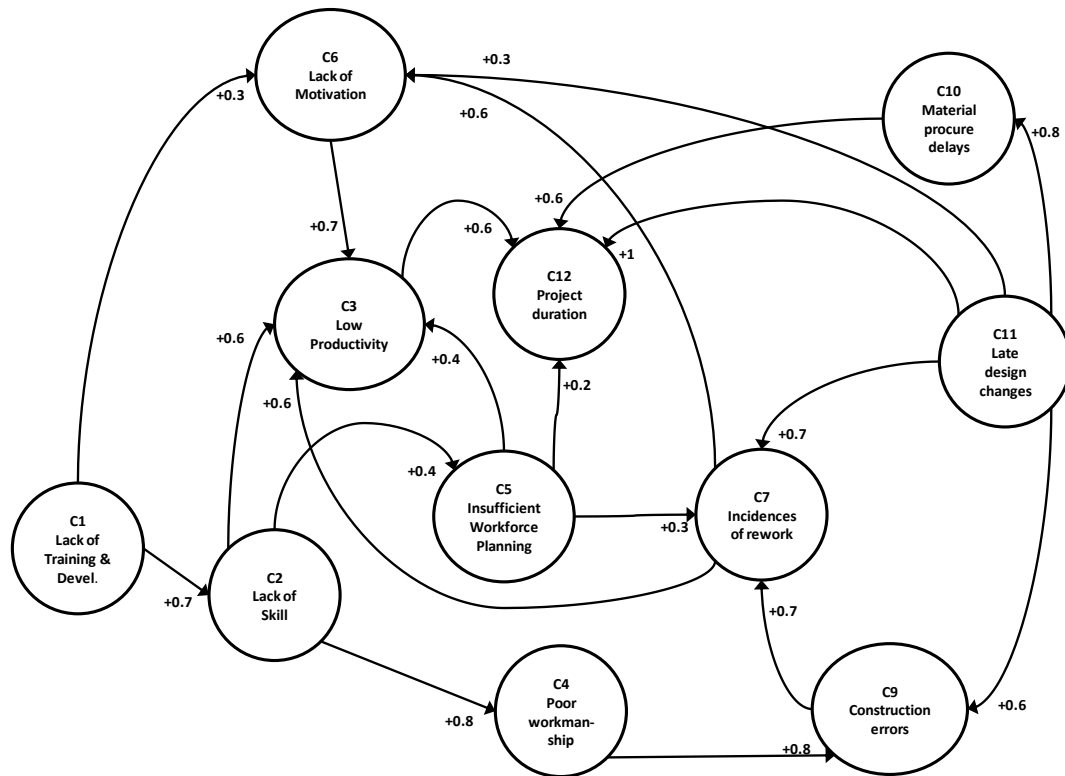 C6
Lack of
Motivation
+0.3
+0.3
+0.6
C10
Material
procure
delays
+0.8
+0.7
+0.6
+0.6
+1
C12
Project
duration
C3
Low
Productivity
+0.6
+0.4
+0.6
+0.2
C11
Late
design
changes
+0.7
+0.4
C5
Insufficient
Workforce
Planning
+0.3
C7
Incidences
of rework
C1
Lack of
Training &
Devel.
+0.7
C2
Lack of
Skill
+0.7
C4
Poor
workman-
ship
+0.8
+0.8
C9
Construction
errors
+0.6